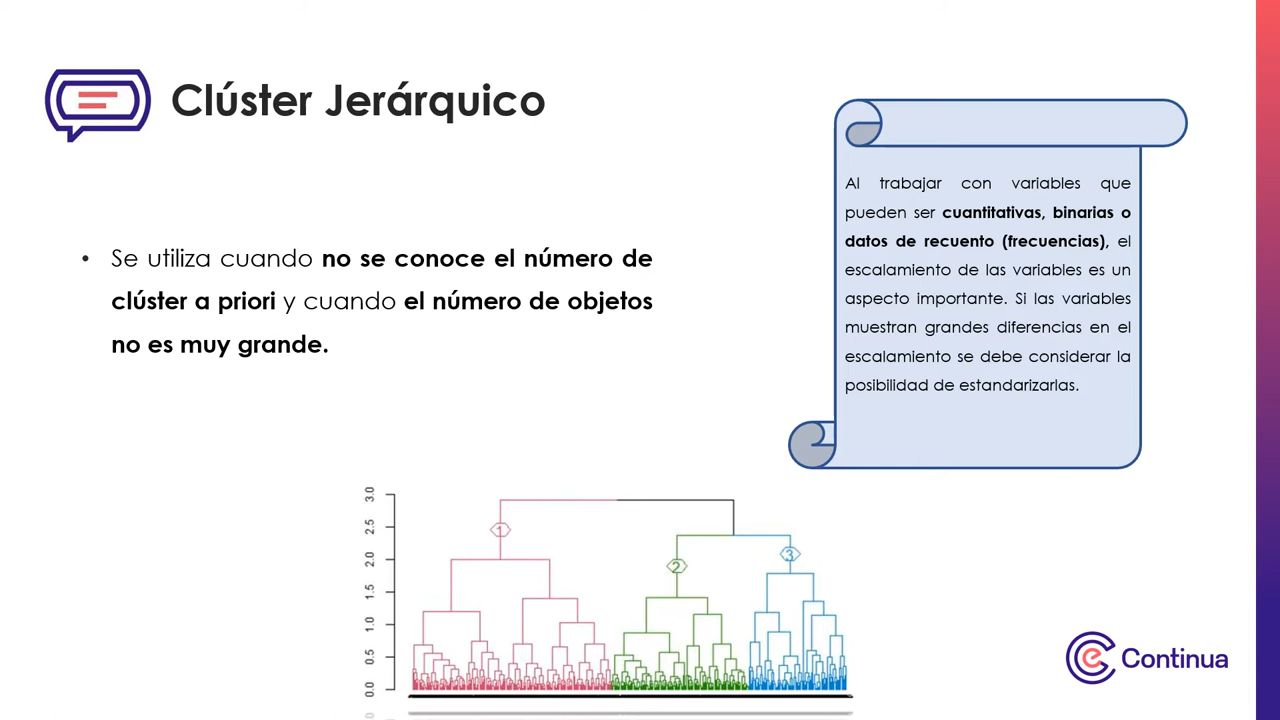 Clúster Jerárquico
• Se utiliza cuando no se conoce el número de
clúster a priori y cuando el número de objetos
no es muy grande.
Al trabajar con variables que
pueden ser cuantitativas, binarias o
datos de recuento (frecuencias), el
escalamiento de las variables es un
aspecto importante. Si las variables
muestran grandes diferencias en el
escalamiento se debe considerar la
posibilidad de estandarizarlas.
3.0
2.5
2.0
1.5
1.0
0.5
0.0
1
2
3
e Continua